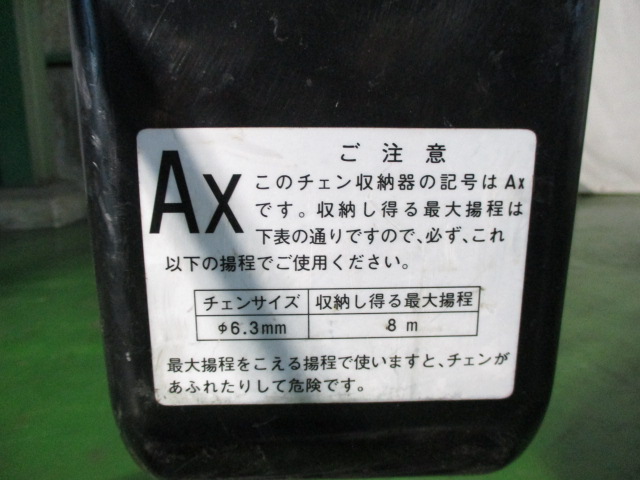 ご注意
Ax
このチェン収納器の記号はAx
です。収納し得る最大揚程は
下表の通りですので、必ず、これ
以下の揚程でご使用ください。
チェンサイズ 収納し得る最大揚程
φ6.3mm 8m
最大揚程をこえる揚程で使いますと、チェンが
あふれたりして危険です。